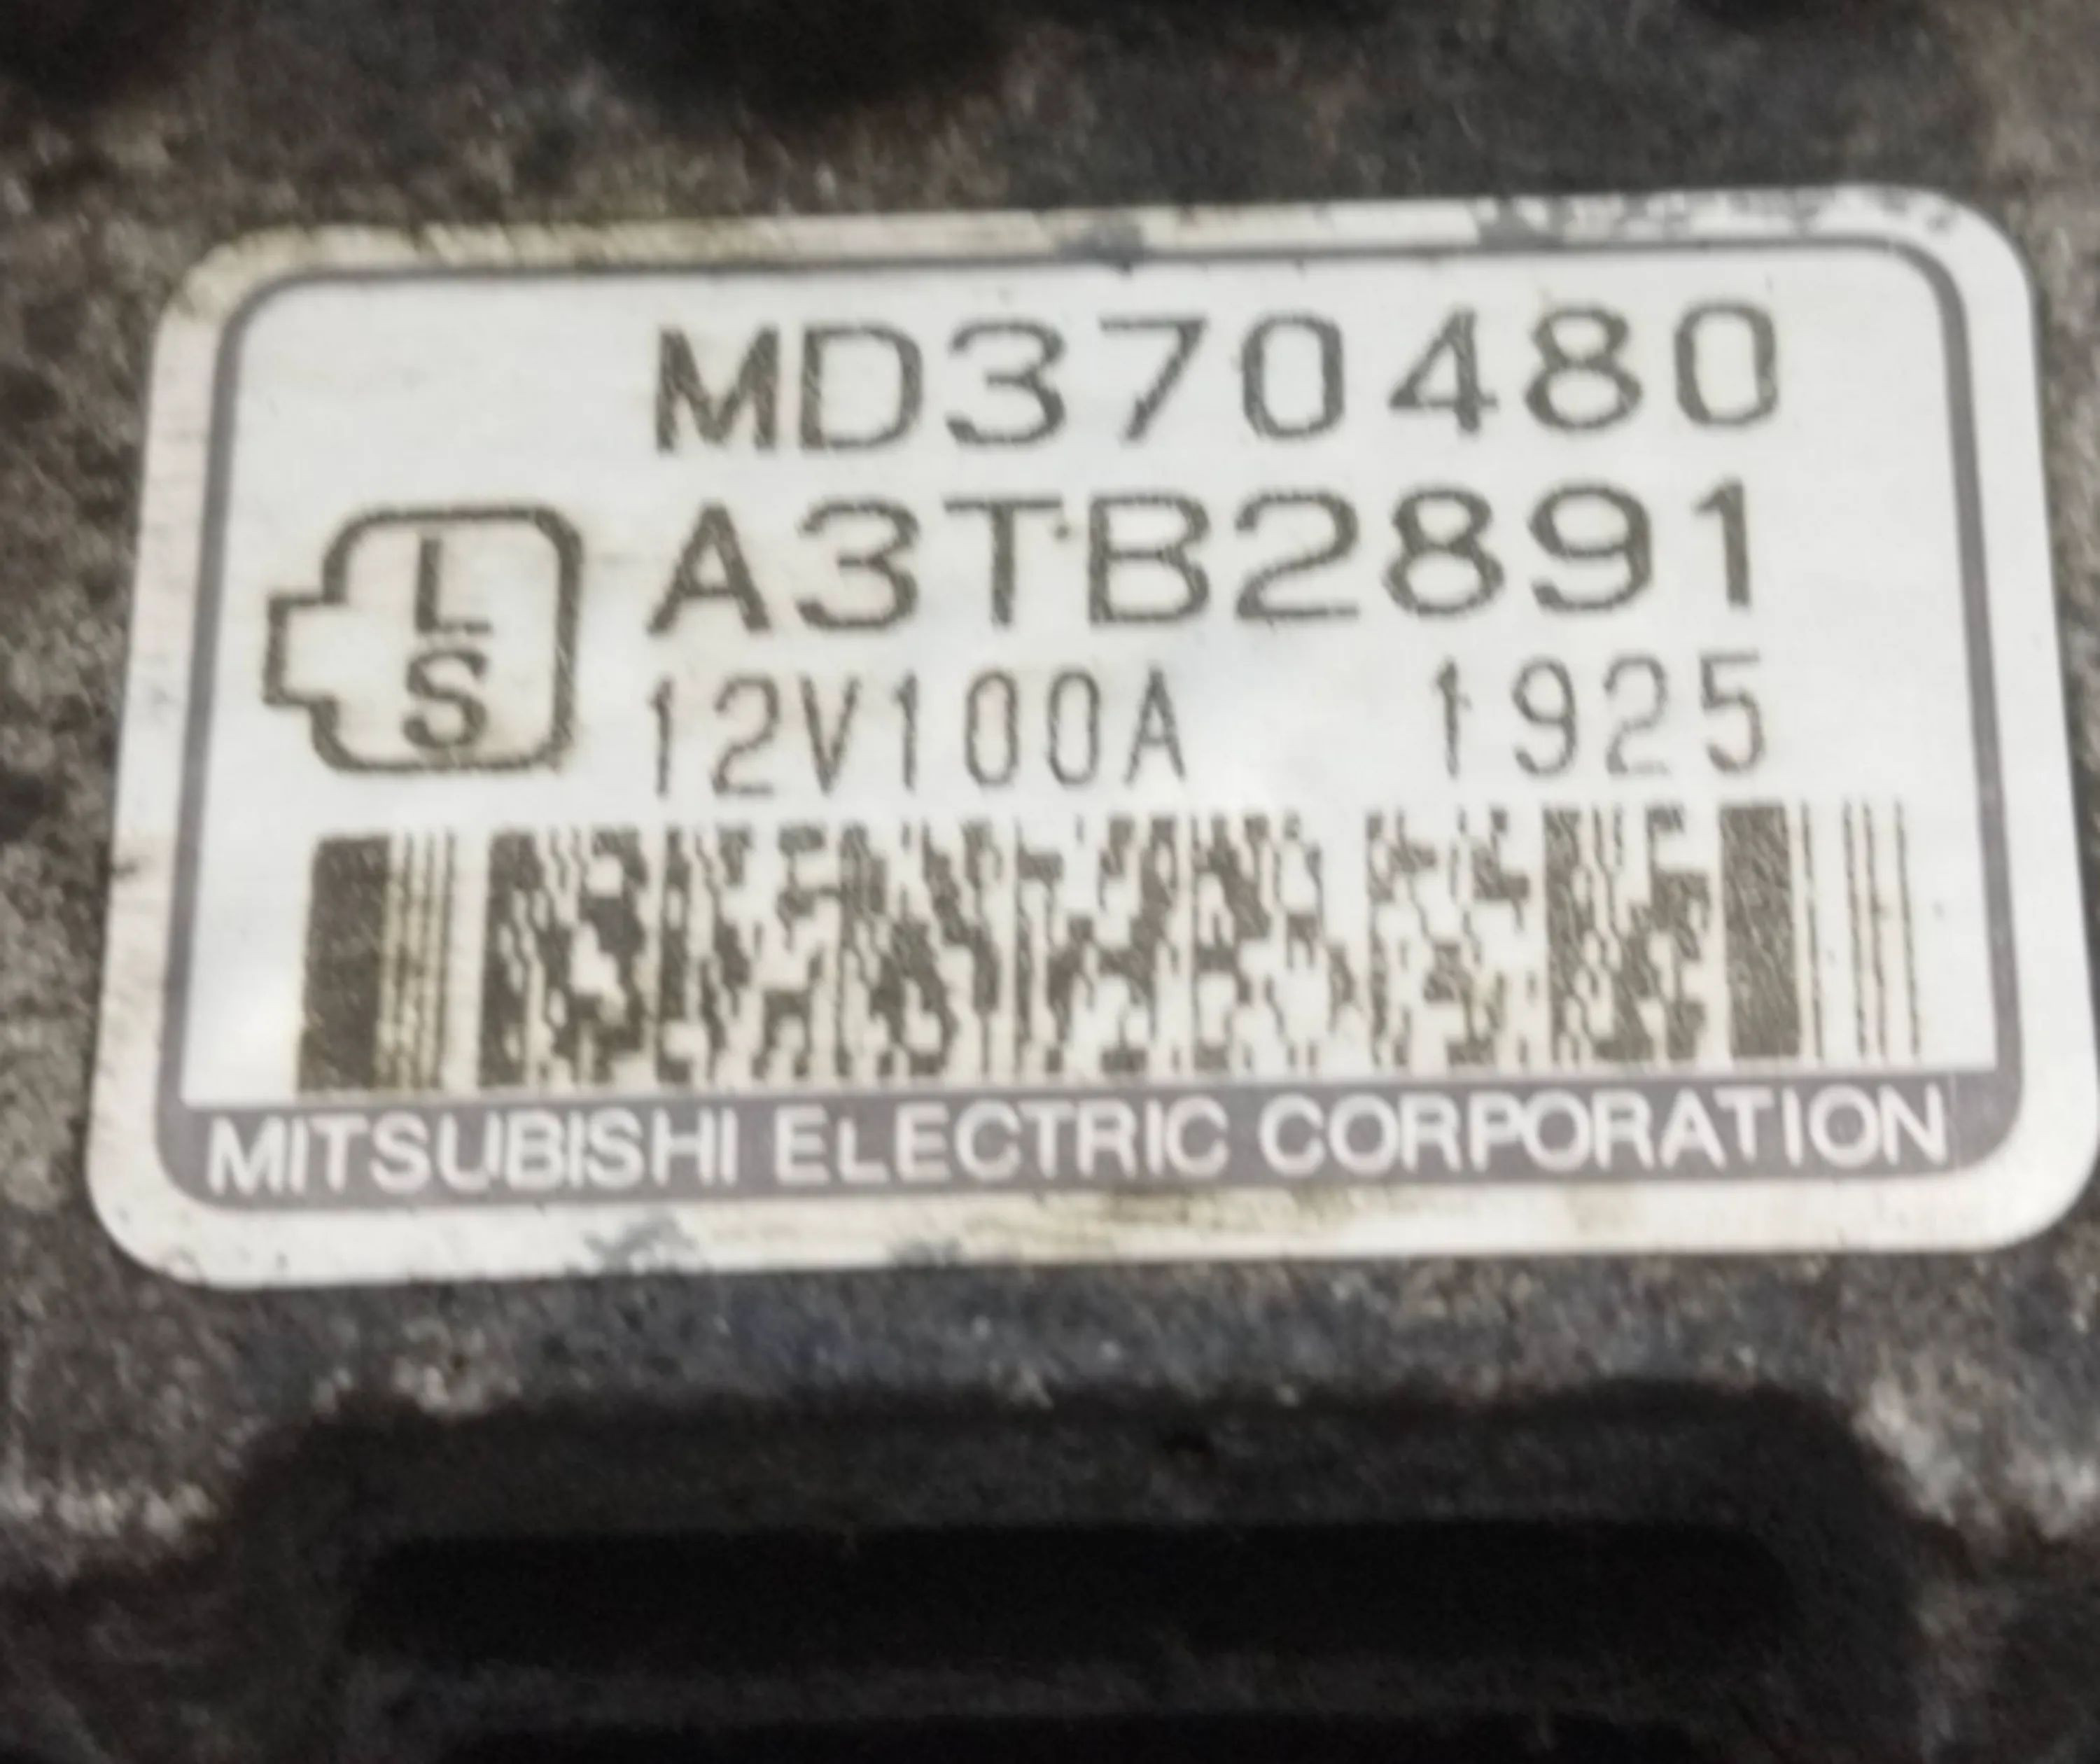 MD370480
A3TB2891
L
S
12V100A 1925
MITSUBISHI ELECTRIC CORPORATION